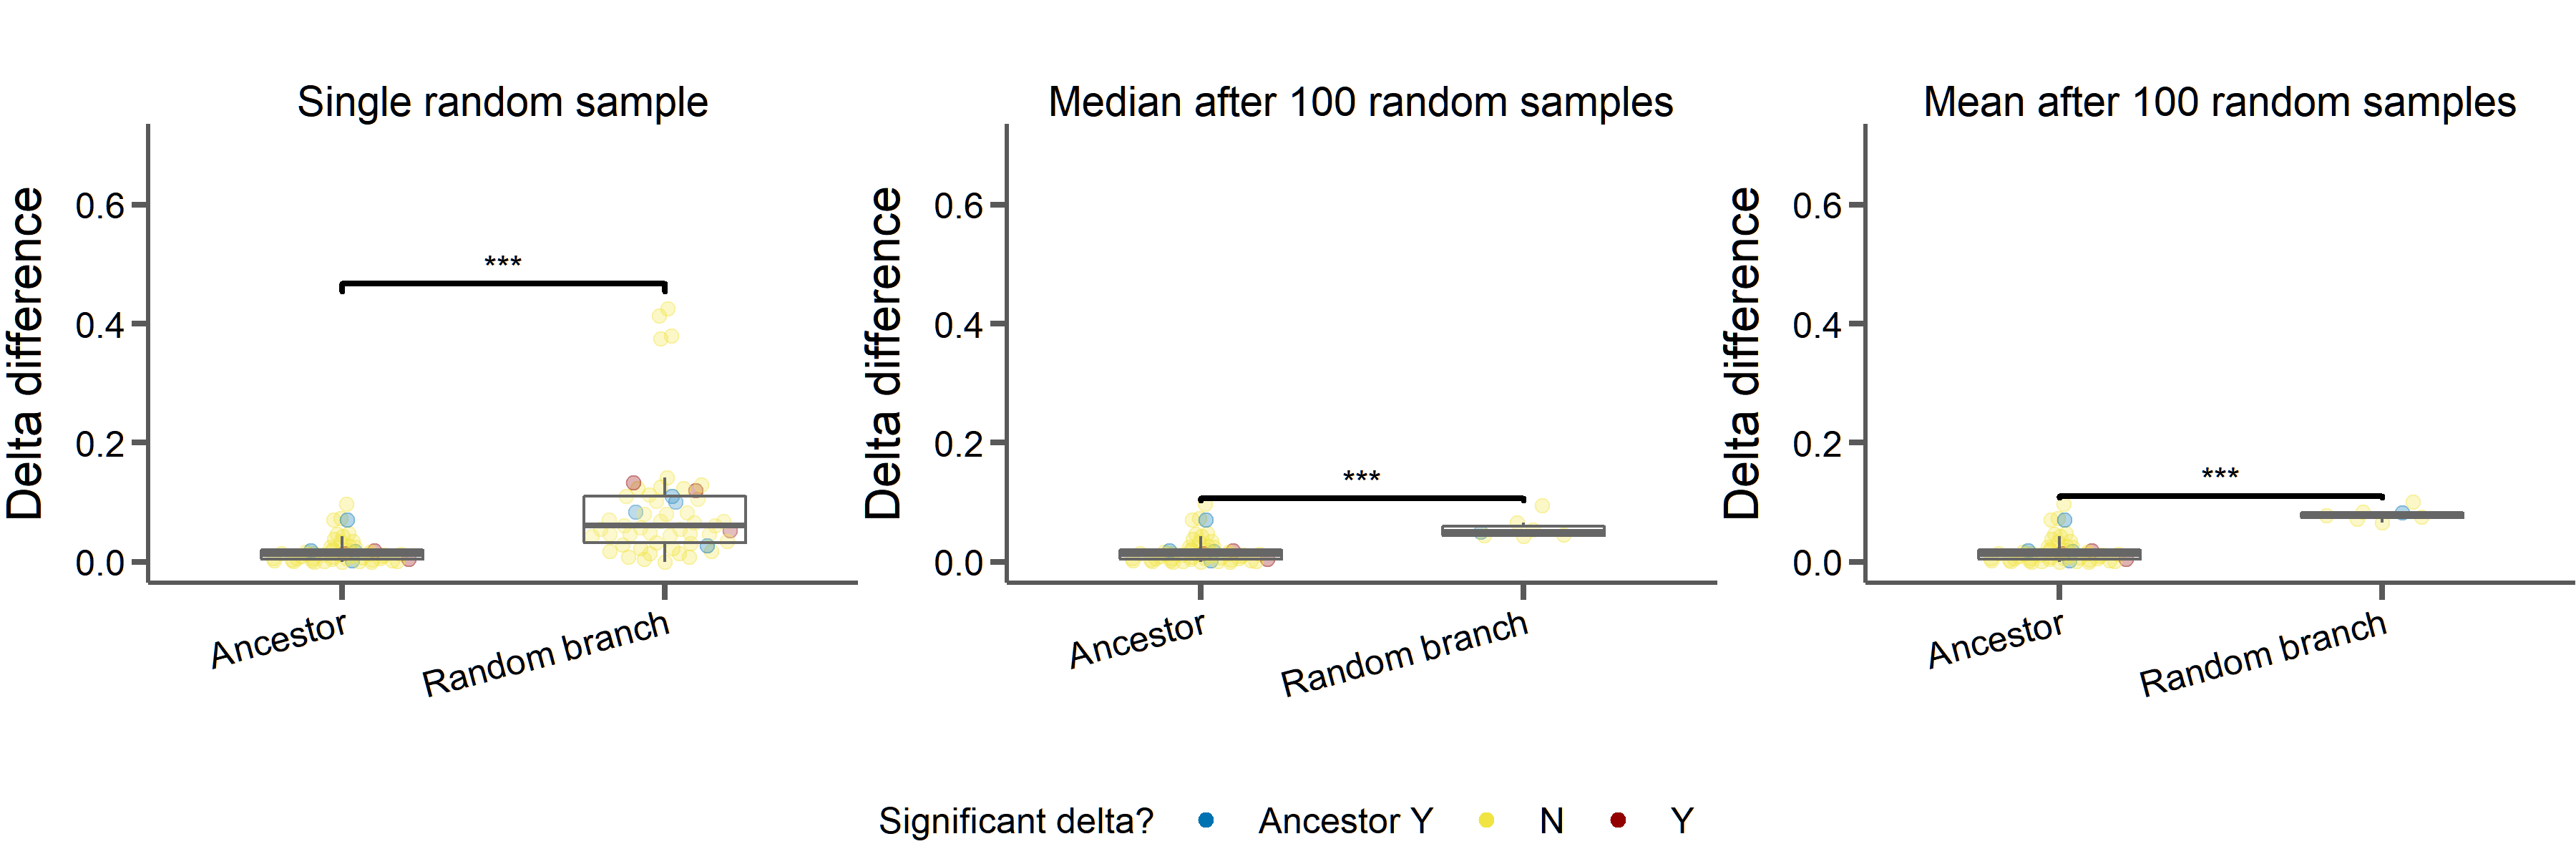 Single random sample
Delta difference
0.6
0.4
0.2
0.0
***
Ancestor
Random branch
Median after 100 random samples
Delta difference
0.6
0.4
0.2
0.0
***
Ancestor
Random branch
Mean after 100 random samples
Delta difference
0.6
0.4
0.2
0.0
***
Ancestor
Random branch
Significant delta? Ancestor Y N Y